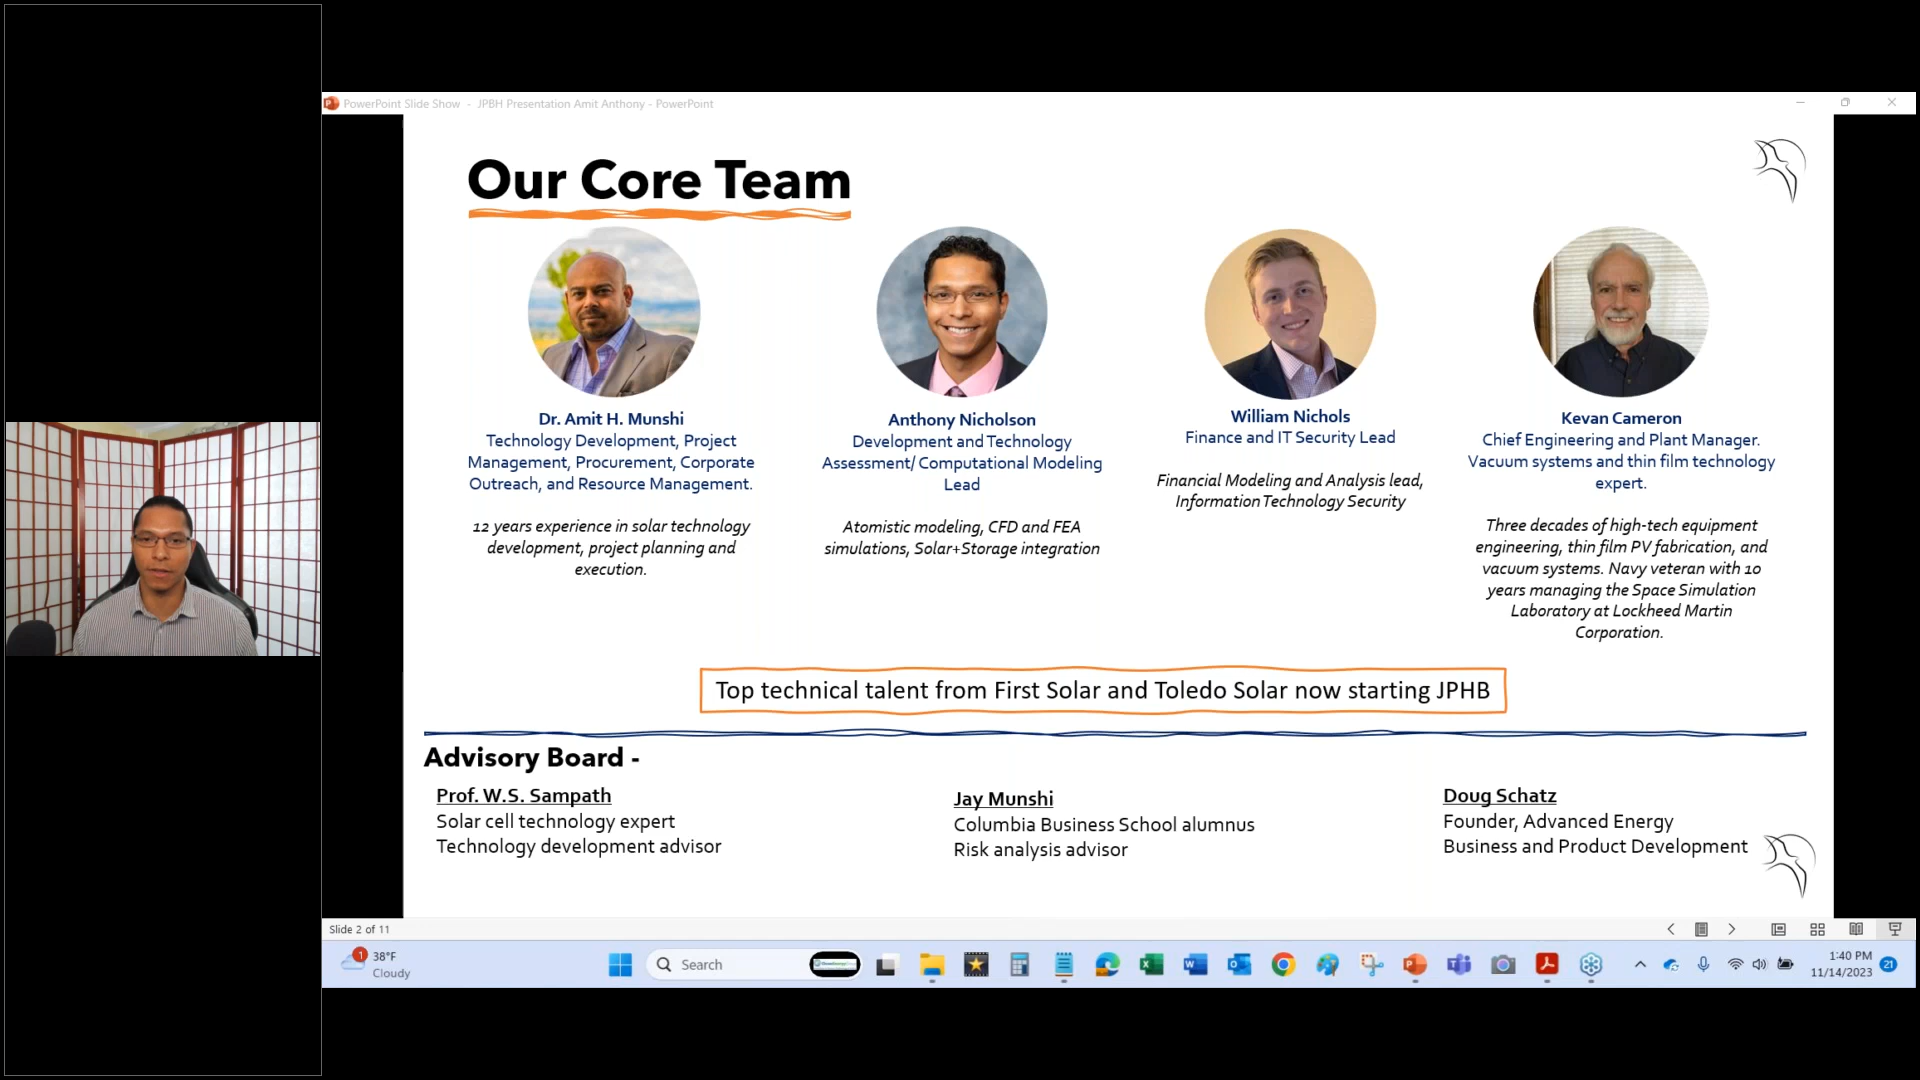 PowerPoint Slide Show - JPBH Presentation Amit Anthony - PowerPoint
Our Core Team
Dr. Amit H. Munshi
Technology Development, Project
Management, Procurement, Corporate
Outreach, and Resource Management.
12 years experience in solar technology
development, project planning and
execution.
Anthony Nicholson
Development and Technology
Assessment/ Computational Modeling
Lead
Atomistic modeling, CFD and FEA
simulations, Solar+Storage integration
William Nichols
Finance and IT Security Lead
Financial Modeling and Analysis lead,
Information Technology Security
Kevan Cameron
Chief Engineering and Plant Manager.
Vacuum systems and thin film technology
expert.
Three decades of high-tech equipment
engineering, thin film PV fabrication, and
vacuum systems. Navy veteran with 10
years managing the Space Simulation
Laboratory at Lockheed Martin
Corporation.
Top technical talent from First Solar and Toledo Solar now starting JPHB
Advisory Board -
Prof. W.S. Sampath
Solar cell technology expert
Technology development advisor
Jay Munshi
Columbia Business School alumnus
Risk analysis advisor
Doug Schatz
Founder, Advanced Energy
Business and Product Development
Slide 2 of 11
1
38°F
Cloudy
Search
1:40 PM
11/14/2023
21